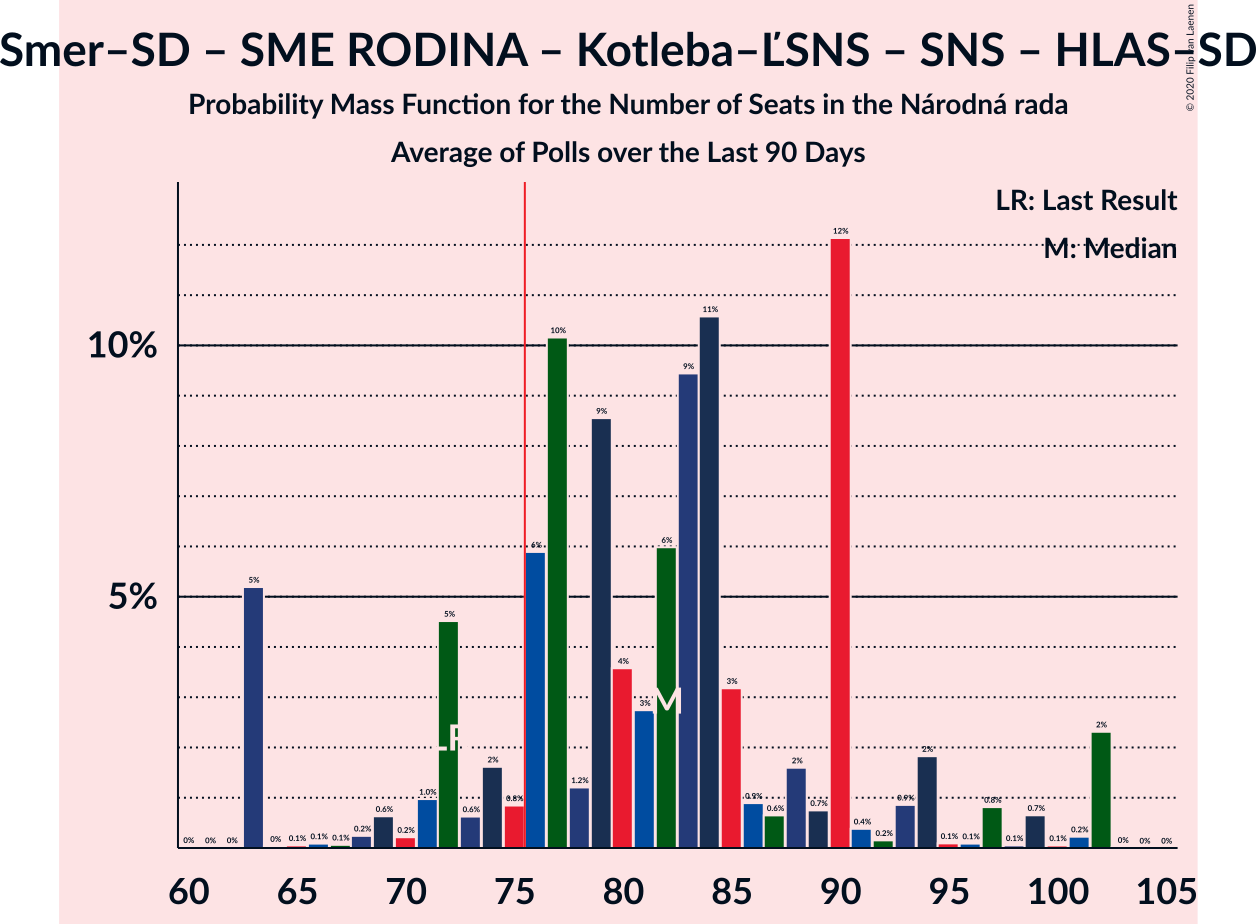 Smer–SD – SME RODINA – Kotleba–ĽSNS – SNS – HLAS–SD
© 2020 Filip van Laenen
Probability Mass Function for the Number of Seats in the Národná rada
Average of Polls over the Last 90 Days
LR: Last Result
M: Median
12%
11%
10%
10%
9%
9%
6%
6%
5%
5%
5%
4%
3%
3%
M
LR
2%
2%
2%
2%
0% 0% 0% 0% 0.1% 0.1% 0.1% 0.2% 0.6% 0.2% 1.0% 0.6% 0.8% 1.2% 0.9% 0.6% 0.7% 0.4% 0.2% 0.9% 0.1% 0.1% 0.8% 0.1% 0.7% 0.1% 0.2% 0% 0% 0%
60 65 70 75 80 85 90 95 100 105